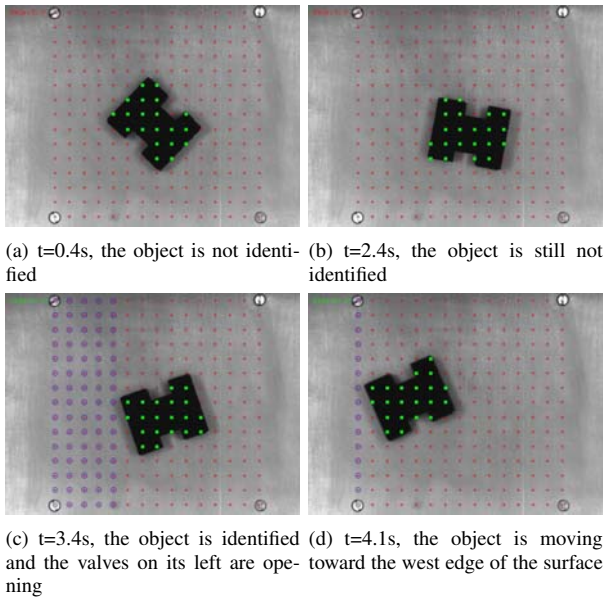 (a) t=0.4s, the object is not identi-
fied
(b) t=2.4s, the object is still not
identified
(c) t=3.4s, the object is identified
and the valves on its left are ope-
ning
(d) t=4.1s, the object is moving
toward the west edge of the surface